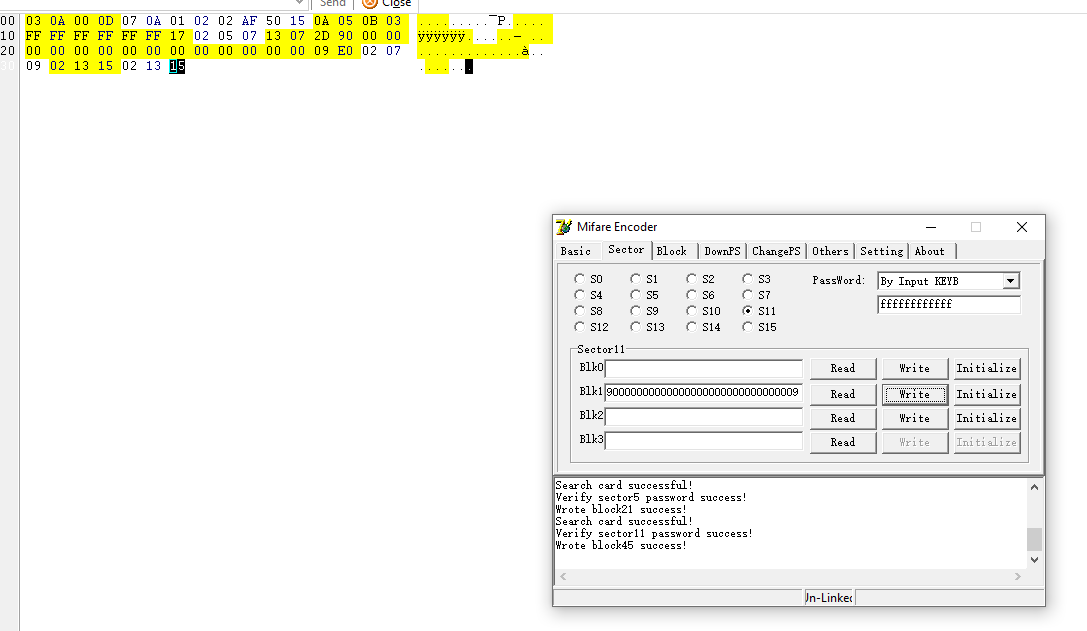 Send Close
00 03 0A 00 0D 07 0A 01 02 02 AF 50 15 0A 05 0B 03 .........¯P.....
10 FF FF FF FF FF FF 17 02 05 07 13 07 2D 90 00 00 ÿÿÿÿÿÿ......-...
20 00 00 00 00 00 00 00 00 00 00 00 00 09 E0 02 07 .............à..
30 09 02 13 15 02 13 15 .......
Mifare Encoder
Basic Sector Block DownPS ChangePS Others Setting About
S0 S1 S2 S3 PassWord: By Input KEYB
S4 S5 S6 S7 ffffffffffff
S8 S9 S10 S11
S12 S13 S14 S15
Sector11
Blk0 Read Write Initialize
Blk1 90000000000000000000000000000009 Read Write Initialize
Blk2 Read Write Initialize
Blk3 Read Write Initialize
Search card successful!
Verify sector5 password success!
Wrote block21 success!
Search card successful!
Verify sector11 password success!
Wrote block45 success!
Un-Linked